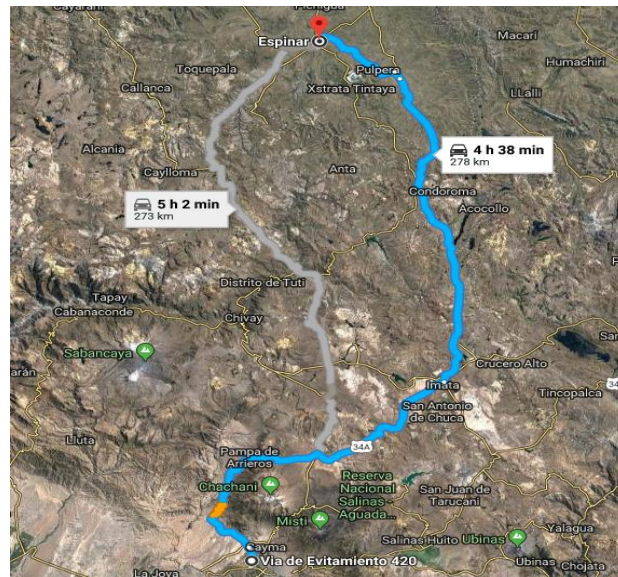 Cayarani
Pichigua
Espinar
Macari
Toquepala
Pulpera
Humachiri
Callanca
Xstrata Tintaya
LLalli
4 h 38 min
278 km
Alcania
Anta
Caylloma
Condoroma
5 h 2 min
273 km
Acocollo
Distrito de Tuti
Tapay
Cabanaconde
Chivay
Sabancaya
Crucero Alto
Imata
Tincopalca
San Antonio
de Chuca
34A
Lluta
Pampa de
Arrieros
Chachani
Reserva
Nacional
Salinas -
Aguada...
San Juan de
Tarucani
Misti
Salinas Huito
Ubinas
Yalagua
Cayma
Via de Evitamiento 420
Ubinas
Chojata
La Joya